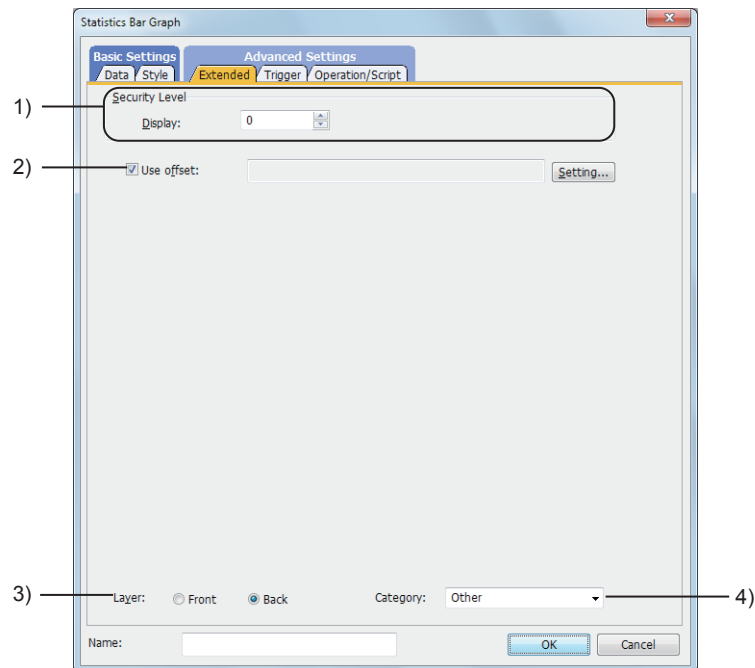 Statistics Bar Graph
x
Basic Settings Advanced Settings
Data Style Extended Trigger Operation/Script
1)
Security Level
Display: 0
2)
Use offset: Setting...
3)
Layer: Front Back Category: Other
4)
Name: OK Cancel